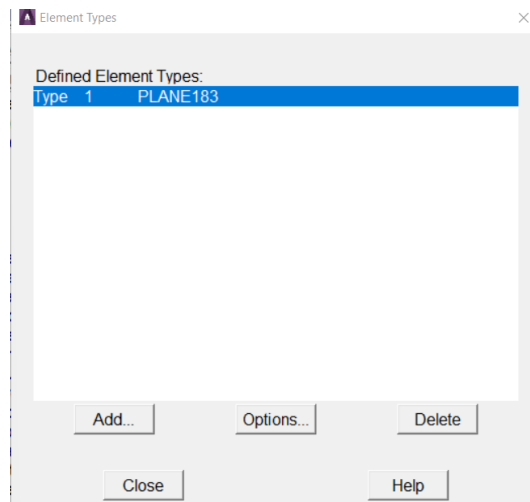 Element Types
Defined Element Types:
Type 1 PLANE183
Add... Options... Delete
Close Help